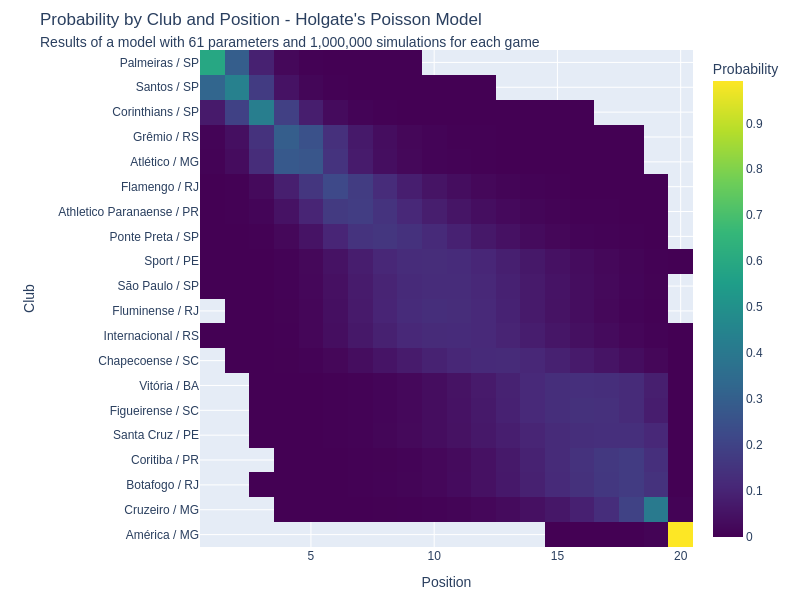 Probability by Club and Position - Holgate's Poisson Model
Results of a model with 61 parameters and 1,000,000 simulations for each game
Probability
Palmeiras / SP
Santos / SP
Corinthians / SP
Grêmio / RS
Atlético / MG
Flamengo / RJ
Athletico Paranaense / PR
Ponte Preta / SP
Sport / PE
São Paulo / SP
Fluminense / RJ
Internacional / RS
Chapecoense / SC
Vitória / BA
Figueirense / SC
Santa Cruz / PE
Coritiba / PR
Botafogo / RJ
Cruzeiro / MG
América / MG
Club
5
10
15
20
Position
0.9
0.8
0.7
0.6
0.5
0.4
0.3
0.2
0.1
0